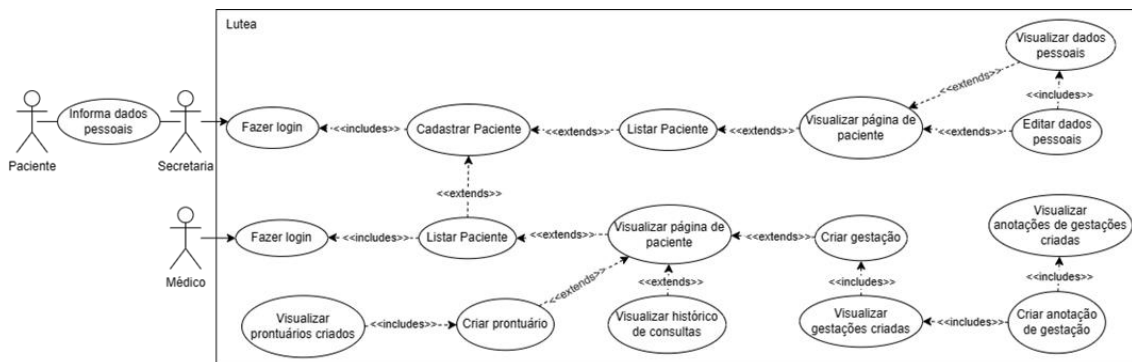 Lutea
Visualizar dados
pessoais
<<extends>>
<<includes>>
Informa dados
pessoais
Paciente
Secretaria
Fazer login
<<includes>>
Cadastrar Paciente
<<extends>>
Listar Paciente
<<extends>>
Visualizar página de
paciente
<<extends>>
Editar dados
pessoais
<<extends>>
Médico
Fazer login
<<includes>>
Listar Paciente
<<extends>>
Visualizar página de
paciente
<<extends>>
Criar gestação
Visualizar
anotações de gestações
criadas
<<extends>>
<<extends>>
<<includes>>
<<includes>>
Visualizar
prontuários criados
<<includes>>
Criar prontuário
Visualizar histórico
de consultas
Visualizar
gestações criadas
<<includes>>
Criar anotação
de gestação